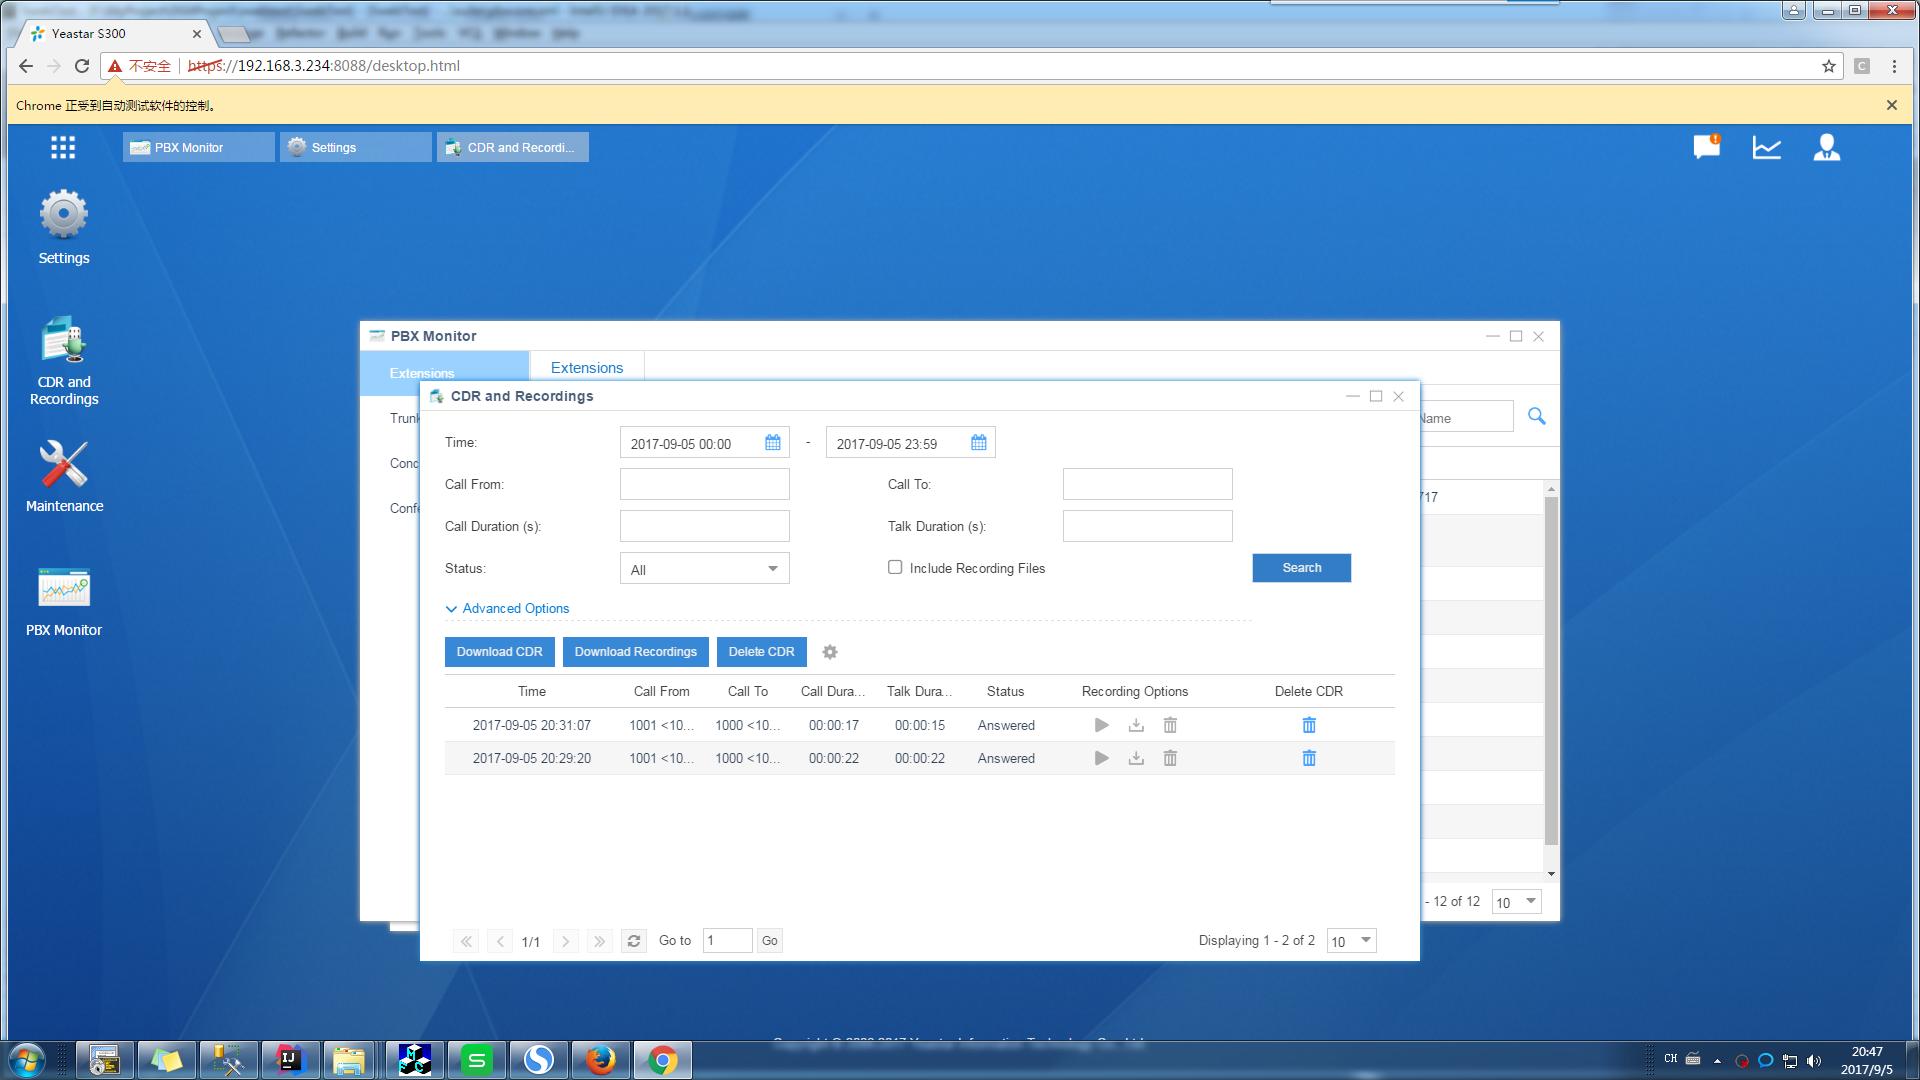 Yeastar S300
不安全 https://192.168.3.234:8088/desktop.html
Chrome 正受到自动测试软件的控制。
PBX Monitor
Settings
CDR and Recordi...
Settings
CDR and
Recordings
Maintenance
PBX Monitor
PBX Monitor
Extensions
Extensions
Trunk
Conc
Confe
Name
717
- 12 of 12 10
CDR and Recordings
Time: 2017-09-05 00:00 - 2017-09-05 23:59
Call From: Call To:
Call Duration (s): Talk Duration (s):
Status: All Include Recording Files Search
Advanced Options
Download CDR Download Recordings Delete CDR
Time Call From Call To Call Dura... Talk Dura... Status Recording Options Delete CDR
2017-09-05 20:31:07 1001 <10... 1000 <10... 00:00:17 00:00:15 Answered
2017-09-05 20:29:20 1001 <10... 1000 <10... 00:00:22 00:00:22 Answered
1/1 Go to 1 Go Displaying 1 - 2 of 2 10
CH
20:47
2017/9/5